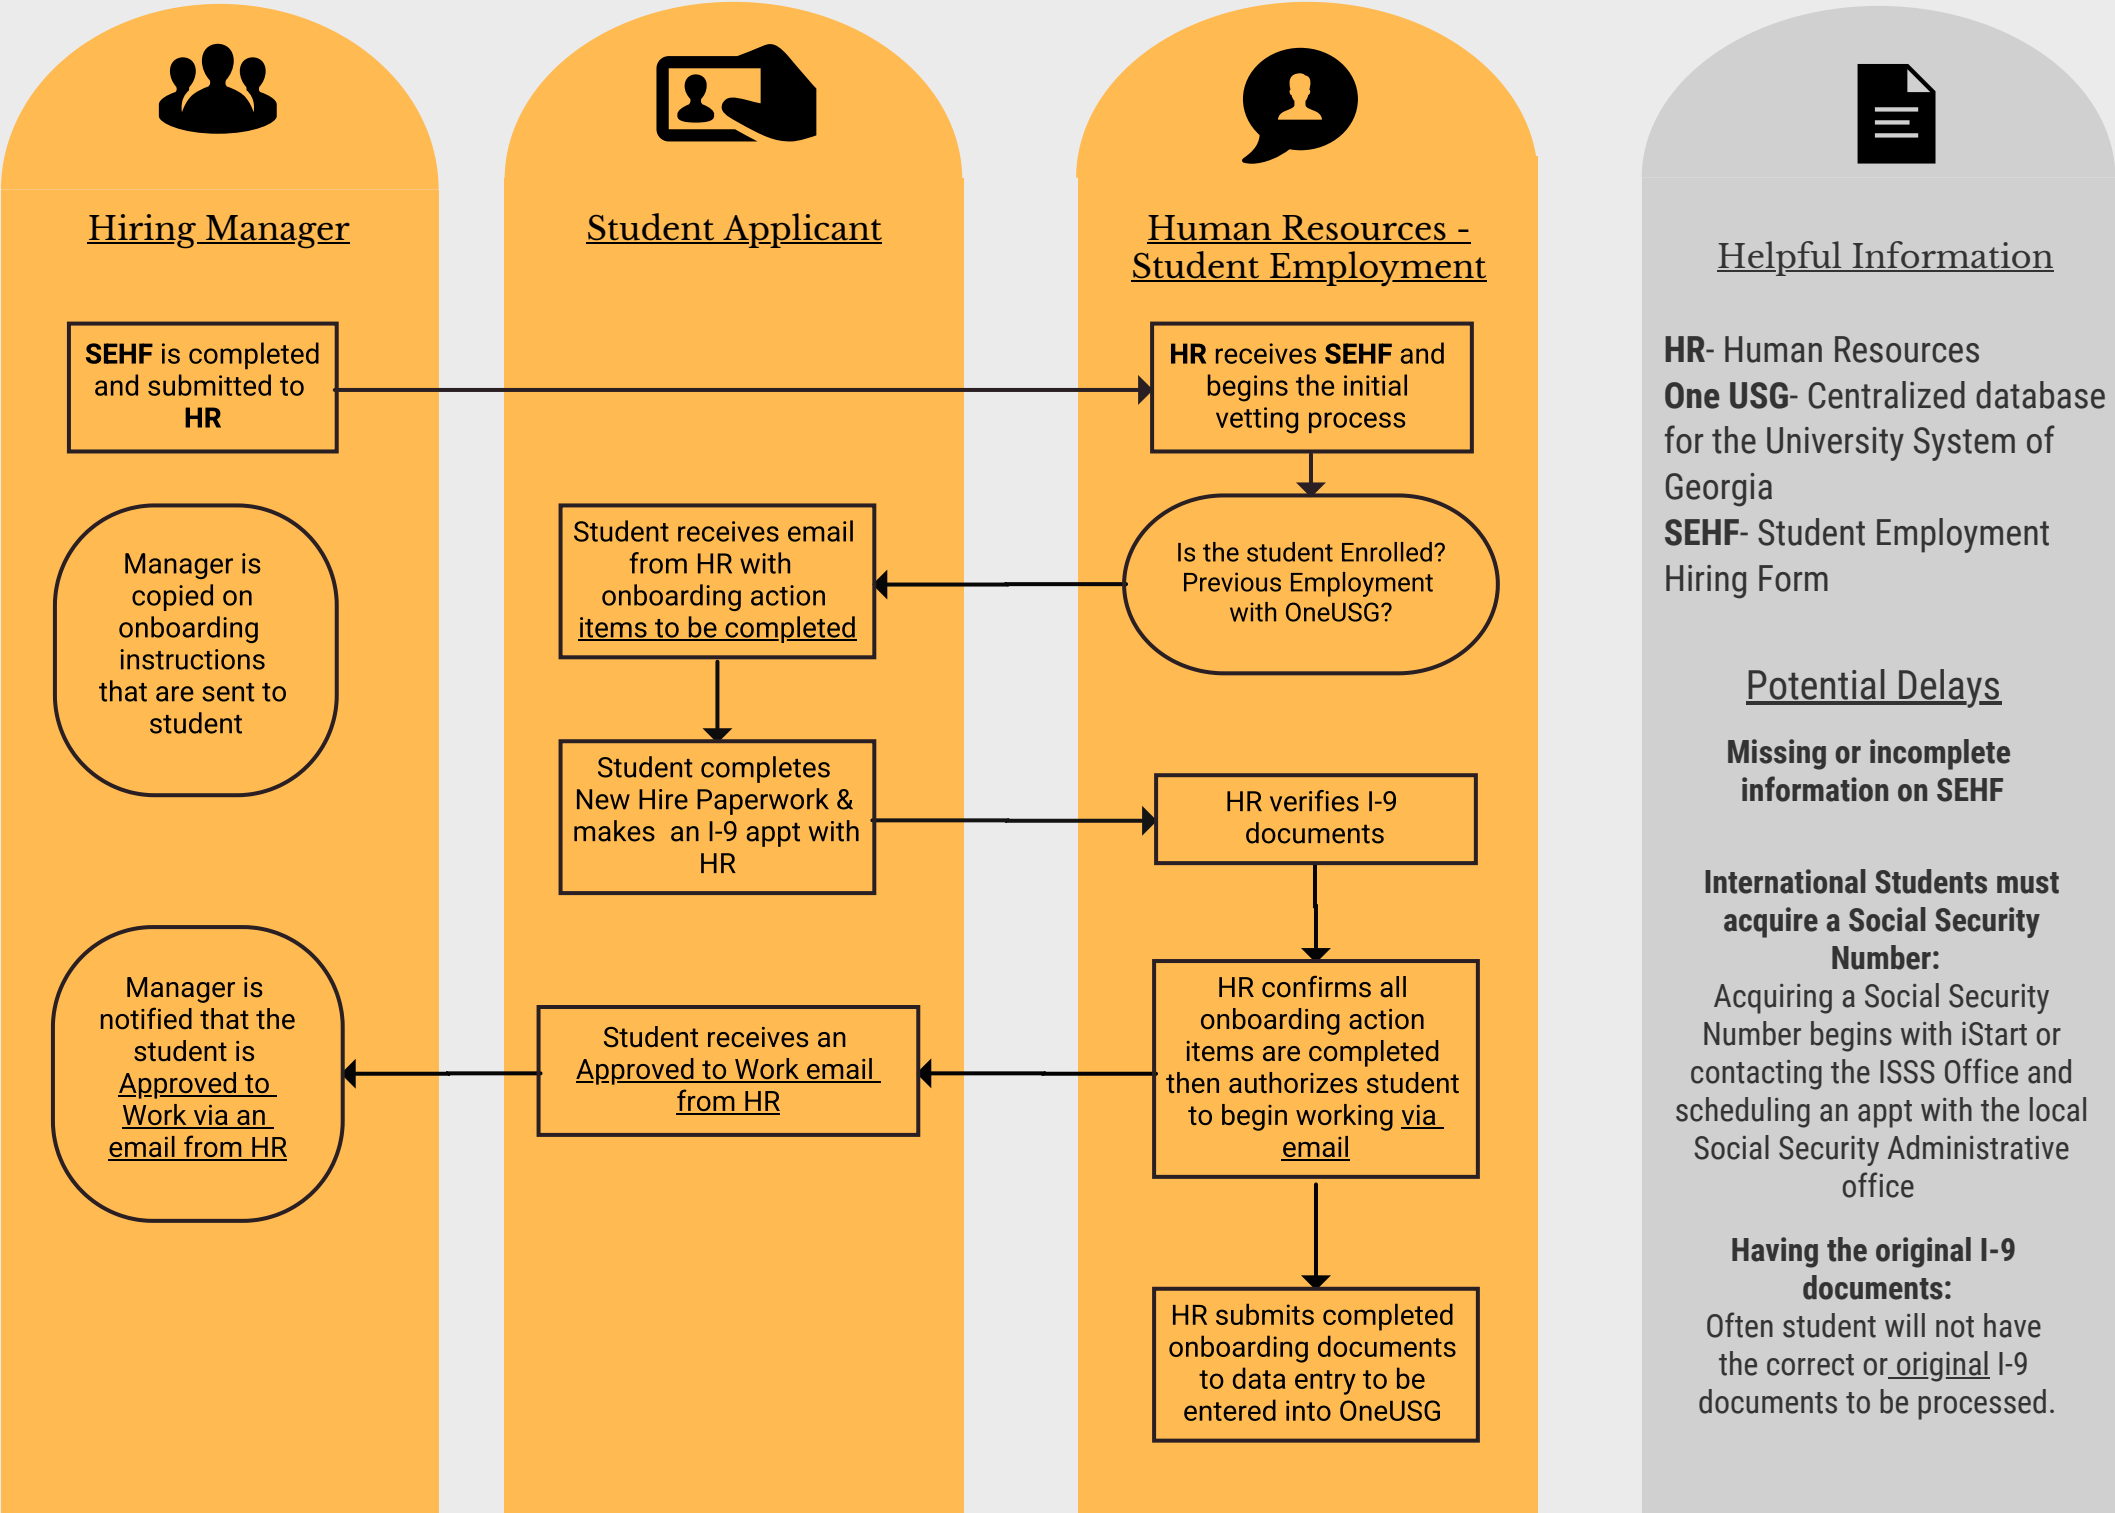 Hiring Manager
SEHF is completed
and submitted to
HR
Manager is
copied on
onboarding
instructions
that are sent to
student
Manager is
notified that the
student is
Approved to
Work via an
email from HR
Student Applicant
Student receives email
from HR with
onboarding action
items to be completed
Student completes
New Hire Paperwork &
makes an I-9 appt with
HR
Student receives an
Approved to Work email
from HR
Human Resources -
Student Employment
HR receives SEHF and
begins the initial
vetting process
Is the student Enrolled?
Previous Employment
with OneUSG?
HR verifies I-9
documents
HR confirms all
onboarding action
items are completed
then authorizes student
to begin working via
email
HR submits completed
onboarding documents
to data entry to be
entered into OneUSG
Helpful Information
HR- Human Resources
One USG- Centralized database
for the University System of
Georgia
SEHF- Student Employment
Hiring Form
Potential Delays
Missing or incomplete
information on SEHF
International Students must
acquire a Social Security
Number:
Acquiring a Social Security
Number begins with iStart or
contacting the ISSS Office and
scheduling an appt with the local
Social Security Administrative
office
Having the original I-9
documents:
Often student will not have
the correct or original I-9
documents to be processed.